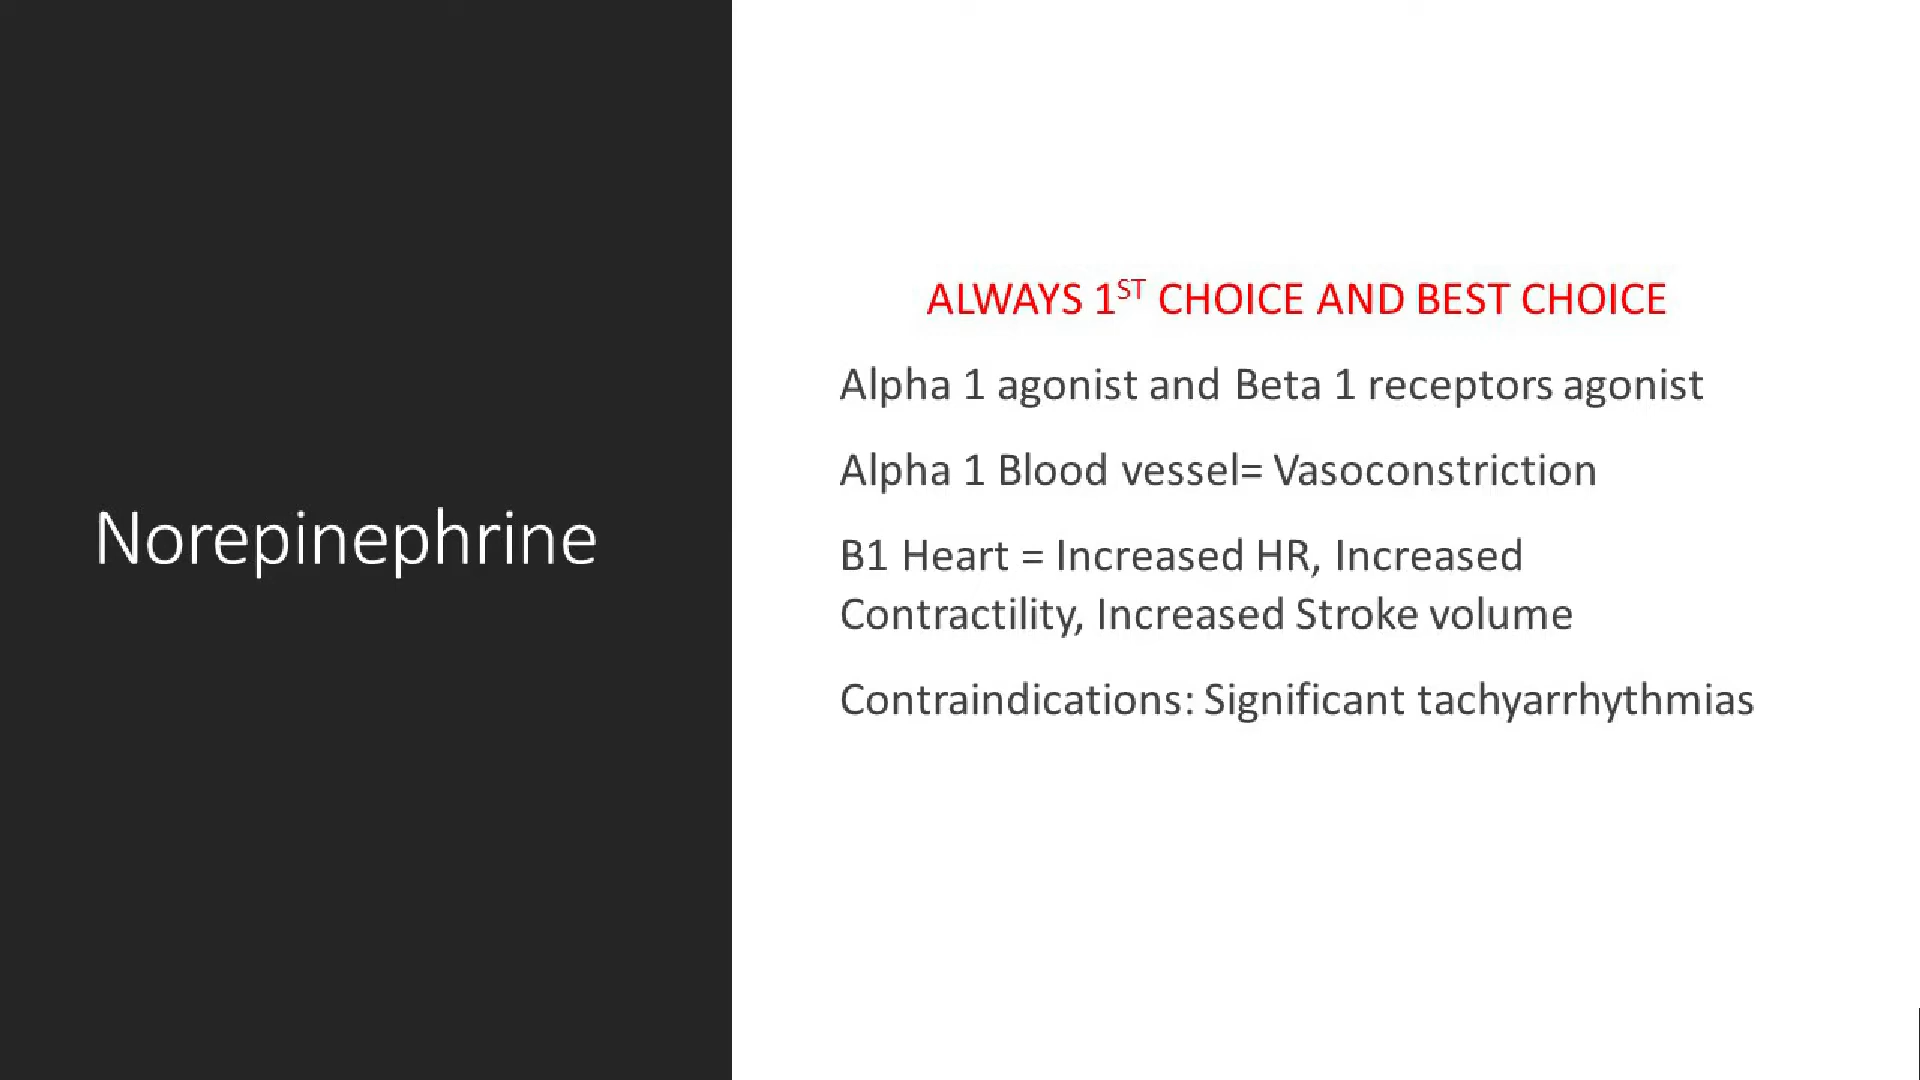 Norepinephrine
ALWAYS 1ST CHOICE AND BEST CHOICE
Alpha 1 agonist and Beta 1 receptors agonist
Alpha 1 Blood vessel= Vasoconstriction
B1 Heart = Increased HR, Increased
Contractility, Increased Stroke volume
Contraindications: Significant tachyarrhythmias